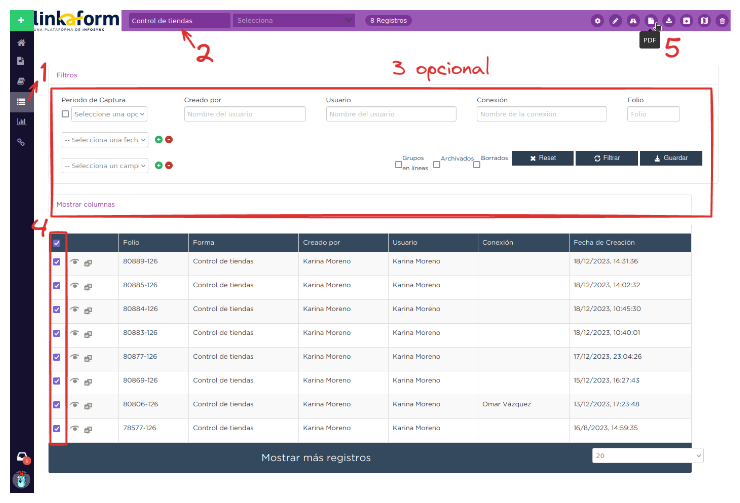 +
linkaform
UNA PLATAFORMA DE INFOSYNC
Control de tiendas
Selecciona
8 Registros
PDF
1
2
3 opcional
4
5
Filtros
Periodo de Captura
Creado por
Usuario
Conexión
Folio
Seleccione una opc
Nombre del usuario
Nombre del usuario
Nombre de la conexión
Folio
-- Selecciona una fech.
-- Selecciona un camp
Grupos en lineas
Archivados
Borrados
Reset
Filtrar
Guardar
Mostrar columnas
Folio Forma Creado por Usuario Conexión Fecha de Creación
80889-126 Control de tiendas Karina Moreno Karina Moreno 18/12/2023, 14:31:36
80885-126 Control de tiendas Karina Moreno Karina Moreno 18/12/2023, 14:02:32
80884-126 Control de tiendas Karina Moreno Karina Moreno 18/12/2023, 10:45:30
80883-126 Control de tiendas Karina Moreno Karina Moreno 18/12/2023, 10:40:01
80877-126 Control de tiendas Karina Moreno Karina Moreno 17/12/2023, 23:04:26
80869-126 Control de tiendas Karina Moreno Karina Moreno 15/12/2023, 16:27:43
80806-126 Control de tiendas Karina Moreno Karina Moreno Omar Vazquez 13/12/2023, 17:23:48
78577-126 Control de tiendas Karina Moreno Karina Moreno 16/8/2023, 14:59:35
Mostrar más registros
20